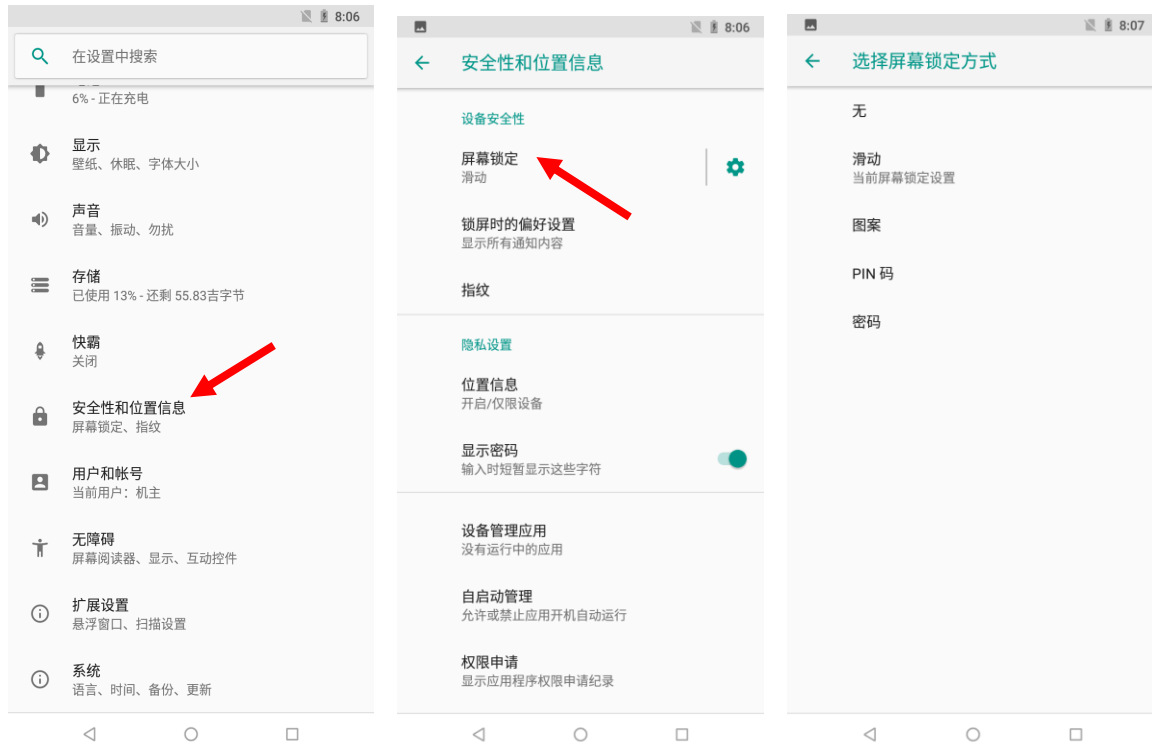 8:06
在设置中搜索
6% - 正在充电
显示
壁纸、休眠、字体大小
声音
音量、振动、勿扰
存储
已使用 13% - 还剩 55.83吉字节
快霸
关闭
安全性和位置信息
屏幕锁定、指纹
用户和帐号
当前用户：机主
无障碍
屏幕阅读器、显示、互动控件
扩展设置
悬浮窗口、扫描设置
系统
语言、时间、备份、更新
8:06
安全性和位置信息
设备安全性
屏幕锁定
滑动
锁屏时的偏好设置
显示所有通知内容
指纹
隐私设置
位置信息
开启/仅限设备
显示密码
输入时短暂显示这些字符
设备管理应用
没有运行中的应用
自启动管理
允许或禁止应用开机自动运行
权限申请
显示应用程序权限申请纪录
8:07
选择屏幕锁定方式
无
滑动
当前屏幕锁定设置
图案
PIN 码
密码